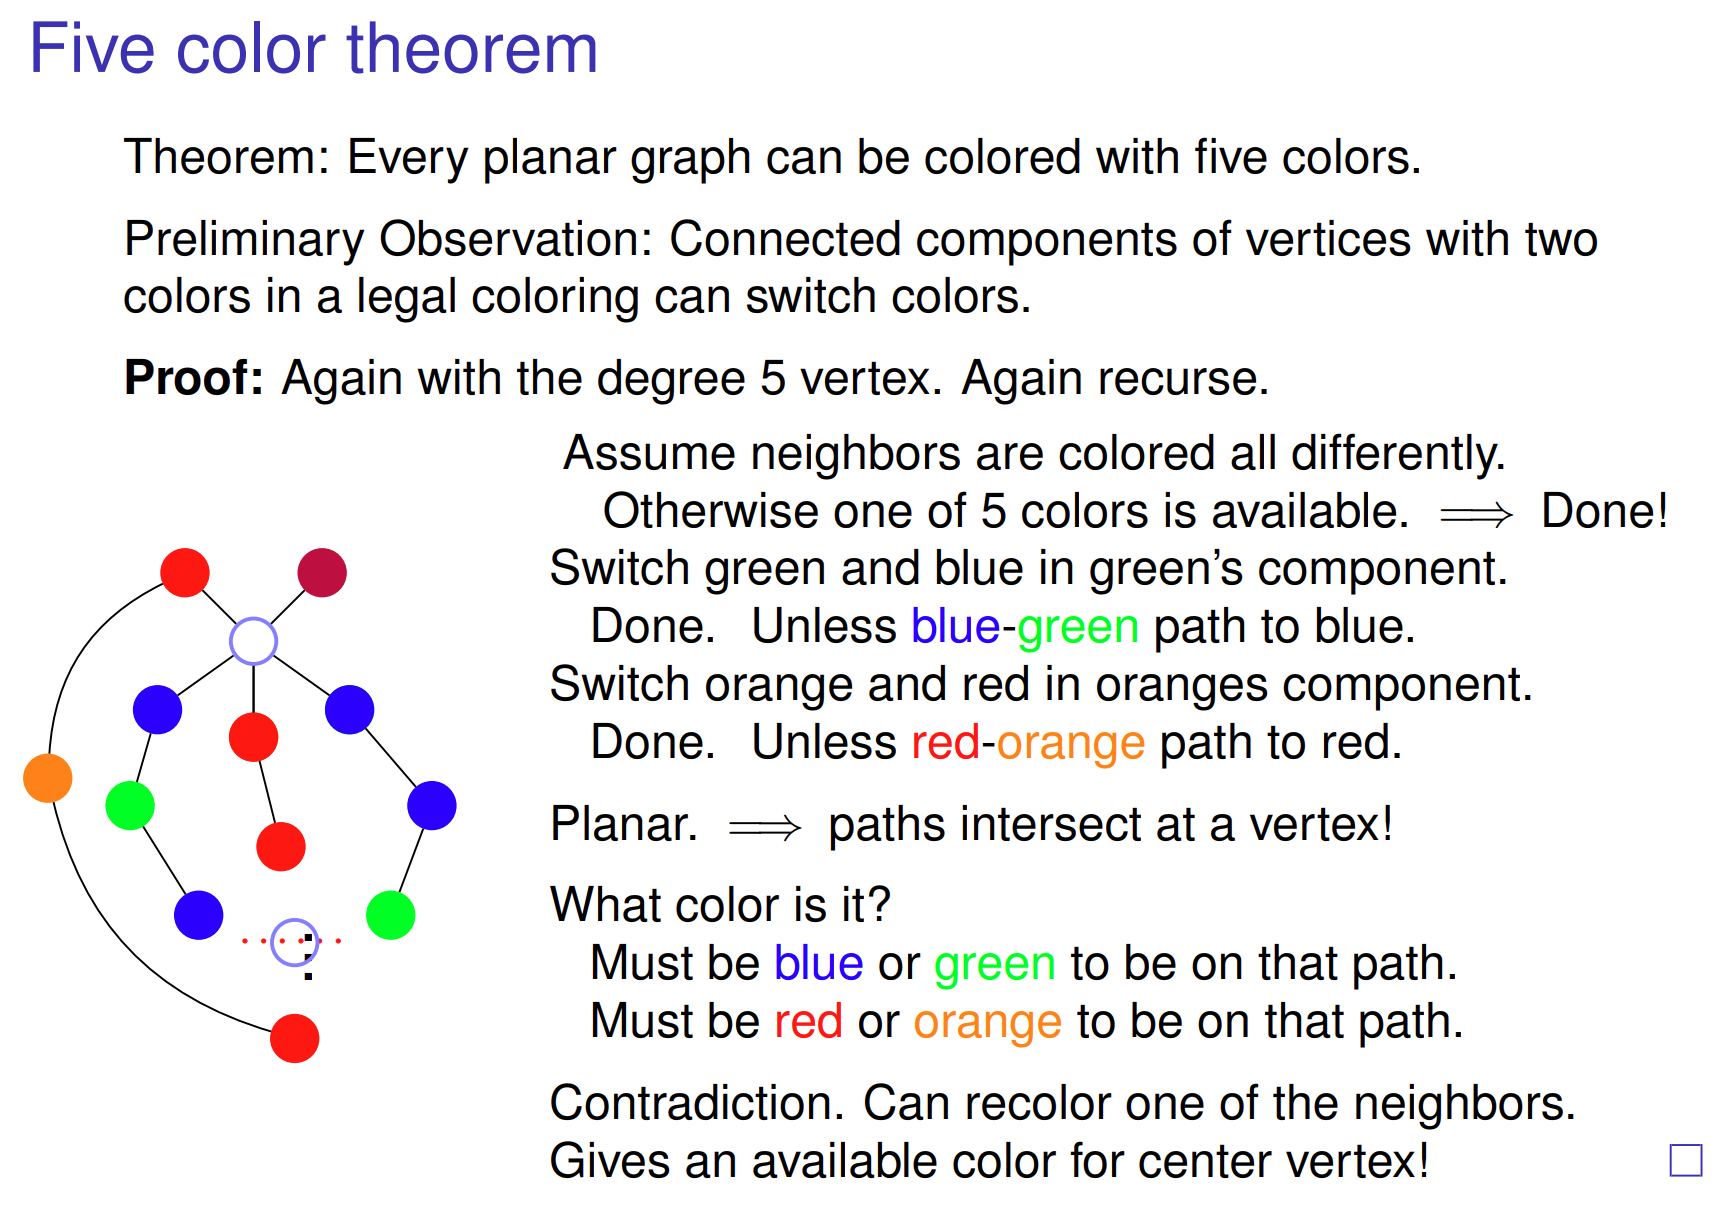 Five color theorem
Theorem: Every planar graph can be colored with five colors.
Preliminary Observation: Connected components of vertices with two
colors in a legal coloring can switch colors.
Proof: Again with the degree 5 vertex. Again recurse.
Assume neighbors are colored all differently.
Otherwise one of 5 colors is available. ⟹ Done!
Switch green and blue in green’s component.
Done. Unless blue-green path to blue.
Switch orange and red in oranges component.
Done. Unless red-orange path to red.
Planar. ⟹ paths intersect at a vertex!
What color is it?
Must be blue or green to be on that path.
Must be red or orange to be on that path.
Contradiction. Can recolor one of the neighbors.
Gives an available color for center vertex!